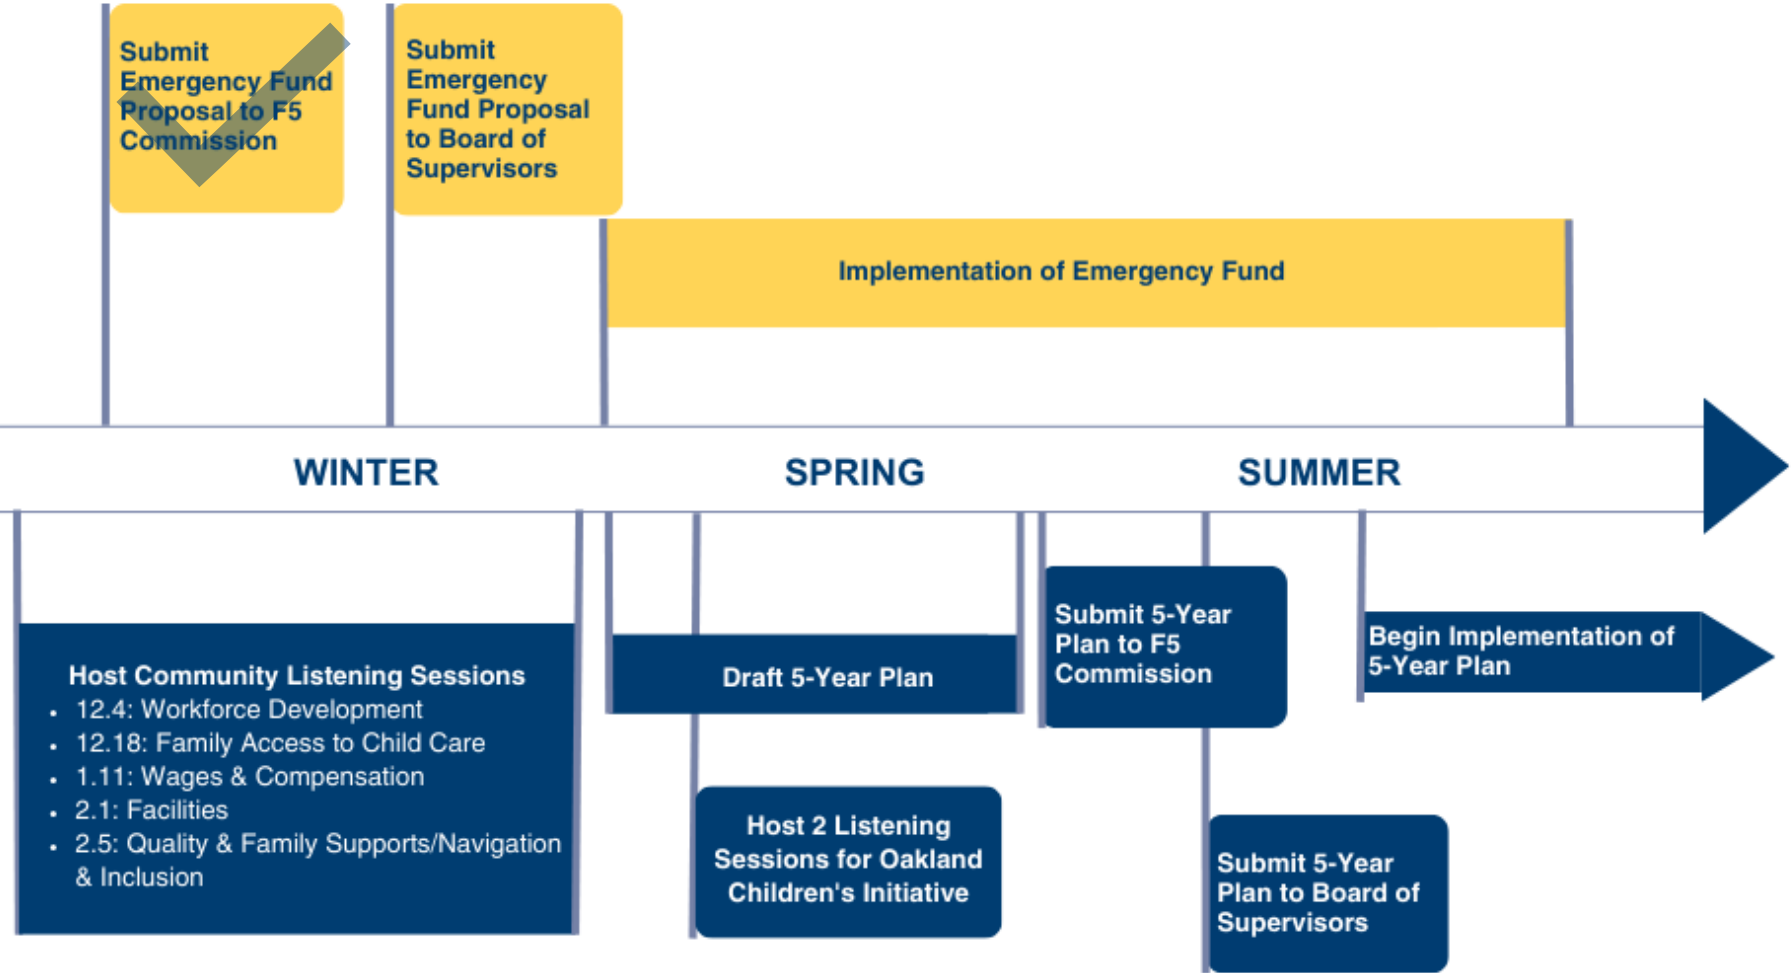 Submit
Emergency Fund
Proposal to F5
Commission
Submit
Emergency
Fund Proposal
to Board of
Supervisors
Implementation of Emergency Fund
WINTER
SPRING
SUMMER
Host Community Listening Sessions
• 12.4: Workforce Development
• 12.18: Family Access to Child Care
• 1.11: Wages & Compensation
• 2.1: Facilities
• 2.5: Quality & Family Supports/Navigation
& Inclusion
Draft 5-Year Plan
Host 2 Listening
Sessions for Oakland
Children's Initiative
Submit 5-Year
Plan to F5
Commission
Submit 5-Year
Plan to Board of
Supervisors
Begin Implementation of
5-Year Plan